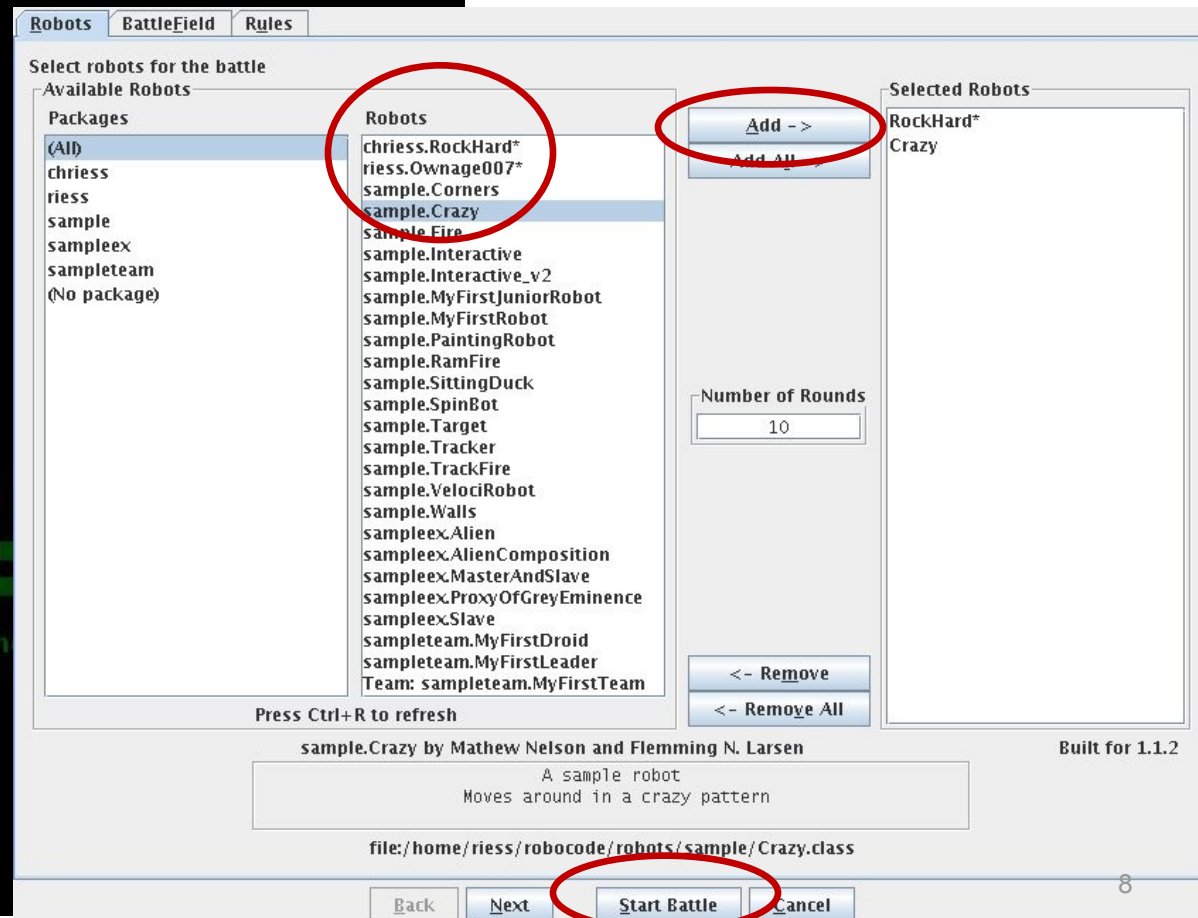 Robots BattleField Rules
Select robots for the battle
Available Robots
Packages
(All)
chriess
riess
sample
sampleex
sampleteam
(No package)
Robots
chriess.RockHard*
riess.Ownage007*
sample.Corners
sample.Crazy
sample.Fire
sample.Interactive
sample.Interactive_v2
sample.MyFirstJuniorRobot
sample.MyFirstRobot
sample.PaintingRobot
sample.RamFire
sample.SittingDuck
sample.SpinBot
sample.Target
sample.Tracker
sample.TrackFire
sample.VelociRobot
sample.Walls
sampleex.Alien
sampleex.AlienComposition
sampleex.MasterAndSlave
sampleex.ProxyOfGreyEminence
sampleex.Slave
sampleteam.MyFirstDroid
sampleteam.MyFirstLeader
Team: sampleteam.MyFirstTeam
Press Ctrl+R to refresh
Add ->
Add All ->
Number of Rounds
10
<- Remove
<- Remove All
Selected Robots
RockHard*
Crazy
sample.Crazy by Mathew Nelson and Flemming N. Larsen
Built for 1.1.2
A sample robot
Moves around in a crazy pattern
file:/home/riess/robocode/robots/sample/Crazy.class
Back Next Start Battle Cancel
8